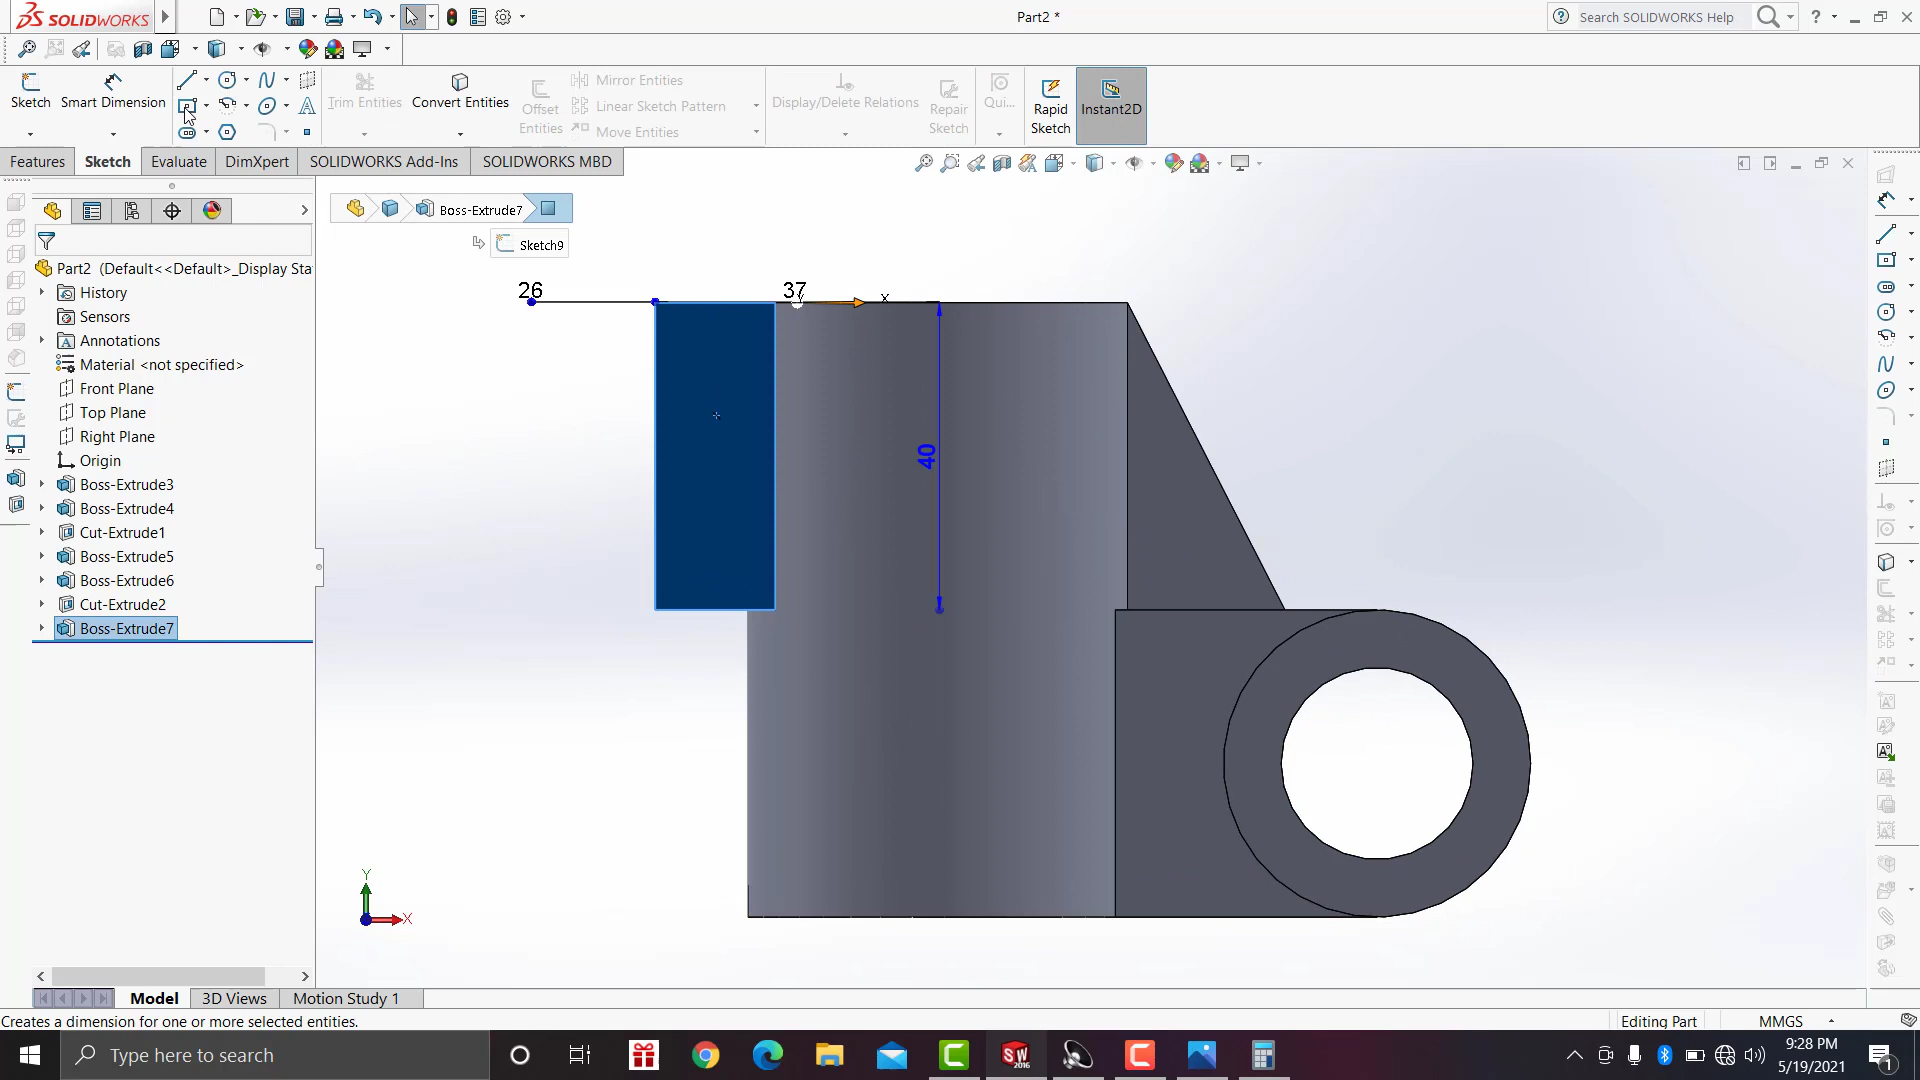 SOLIDWORKS
Part2 *
Search SOLIDWORKS Help
Sketch
Smart Dimension
Trim Entities
Convert Entities
Offset
Entities
Mirror Entities
Linear Sketch Pattern
Move Entities
Display/Delete Relations
Repair
Sketch
Qui...
Rapid
Sketch
Instant2D
Features
Sketch
Evaluate
DimXpert
SOLIDWORKS Add-Ins
SOLIDWORKS MBD
Boss-Extrude7
Sketch9
Part2 (Default<<Default>_Display Sta
History
Sensors
Annotations
Material <not specified>
Front Plane
Top Plane
Right Plane
Origin
Boss-Extrude3
Boss-Extrude4
Cut-Extrude1
Boss-Extrude5
Boss-Extrude6
Cut-Extrude2
Boss-Extrude7
26
37
x
40
Y
X
Model
3D Views
Motion Study 1
Creates a dimension for one or more selected entities.
Editing Part
MMGS
Type here to search
SW
2016
9:28 PM
5/19/2021
1